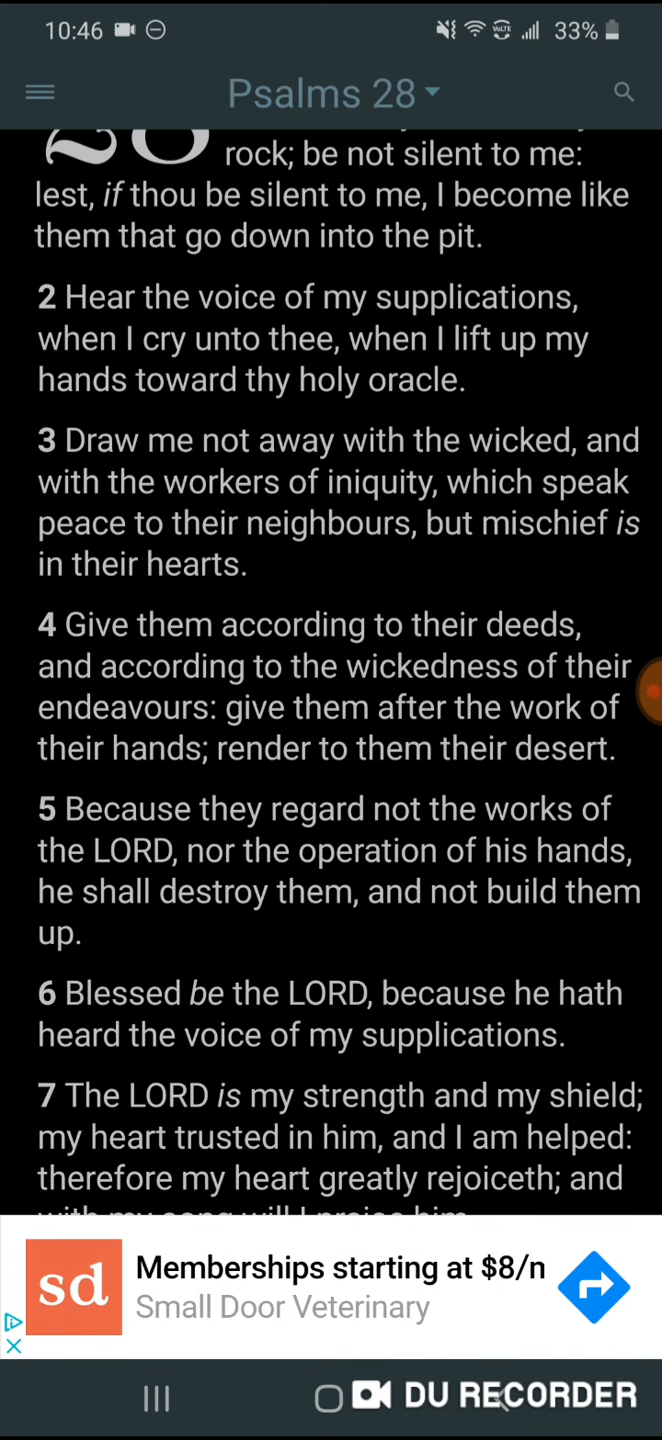 10:46 VoLTE 33%
Psalms 28
28
rock; be not silent to me:
lest, if thou be silent to me, I become like
them that go down into the pit.
2 Hear the voice of my supplications,
when I cry unto thee, when I lift up my
hands toward thy holy oracle.
3 Draw me not away with the wicked, and
with the workers of iniquity, which speak
peace to their neighbours, but mischief is
in their hearts.
4 Give them according to their deeds,
and according to the wickedness of their
endeavours: give them after the work of
their hands; render to them their desert.
5 Because they regard not the works of
the LORD, nor the operation of his hands,
he shall destroy them, and not build them
up.
6 Blessed be the LORD, because he hath
heard the voice of my supplications.
7 The LORD is my strength and my shield;
my heart trusted in him, and I am helped:
therefore my heart greatly rejoiceth; and
with my song will I praise him
sd
Memberships starting at $8/n
Small Door Veterinary
DU RECORDER